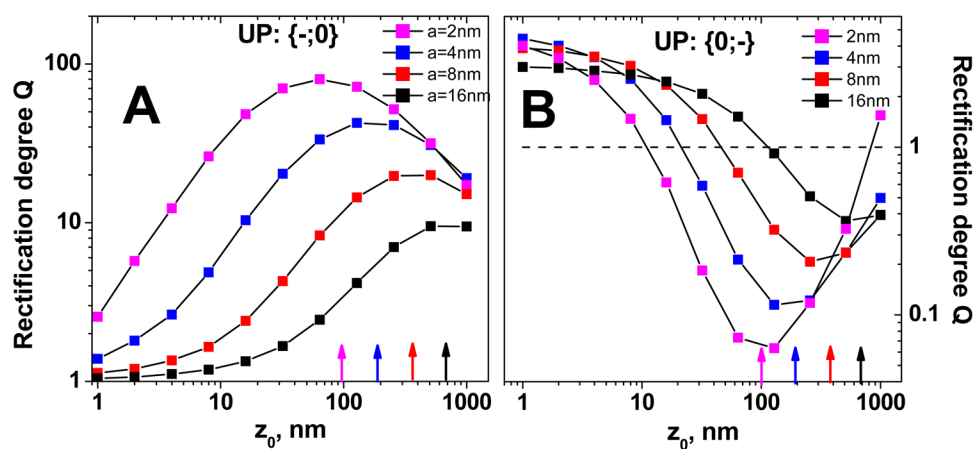 UP: {-;0}
a=2nm
a=4nm
a=8nm
a=16nm
A
Rectification degree Q
100
10
1
1
10
100
1000
z0, nm
UP: {0;-}
2nm
4nm
8nm
16nm
B
Rectification degree Q
1
0.1
1
10
100
1000
z0, nm